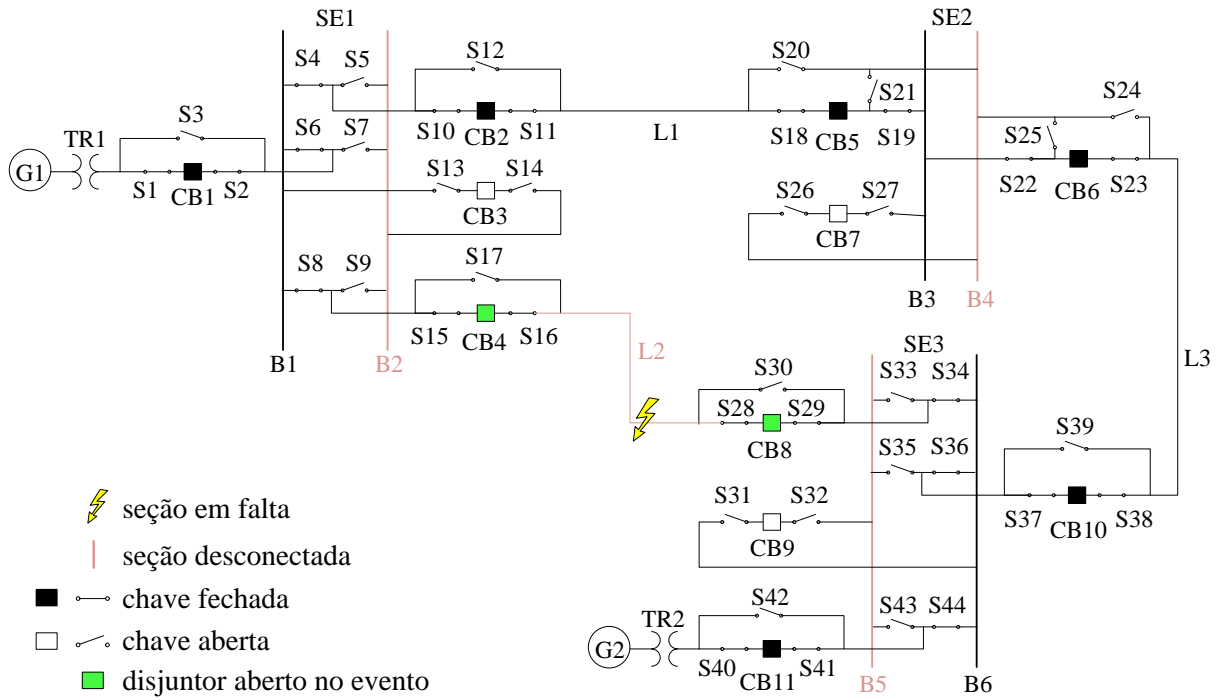 SE1
SE2
S4
S5
S12
S20
S3
S21
S24
TR1
S6
S7
S10
CB2
S11
L1
S18
CB5
S19
S25
G1
S1
CB1
S2
S13
S14
CB3
S22
CB6
S23
S26
S27
CB7
S8
S9
S17
S15
CB4
S16
B1
B2
B3
B4
L2
SE3
L3
S30
S33
S34
S28
S29
CB8
S35
S36
S39
S31
S32
CB9
S37
CB10
S38
S42
S43
S44
TR2
G2
S40
CB11
S41
B5
B6
seção em falta
seção desconectada
chave fechada
chave aberta
disjuntor aberto no evento